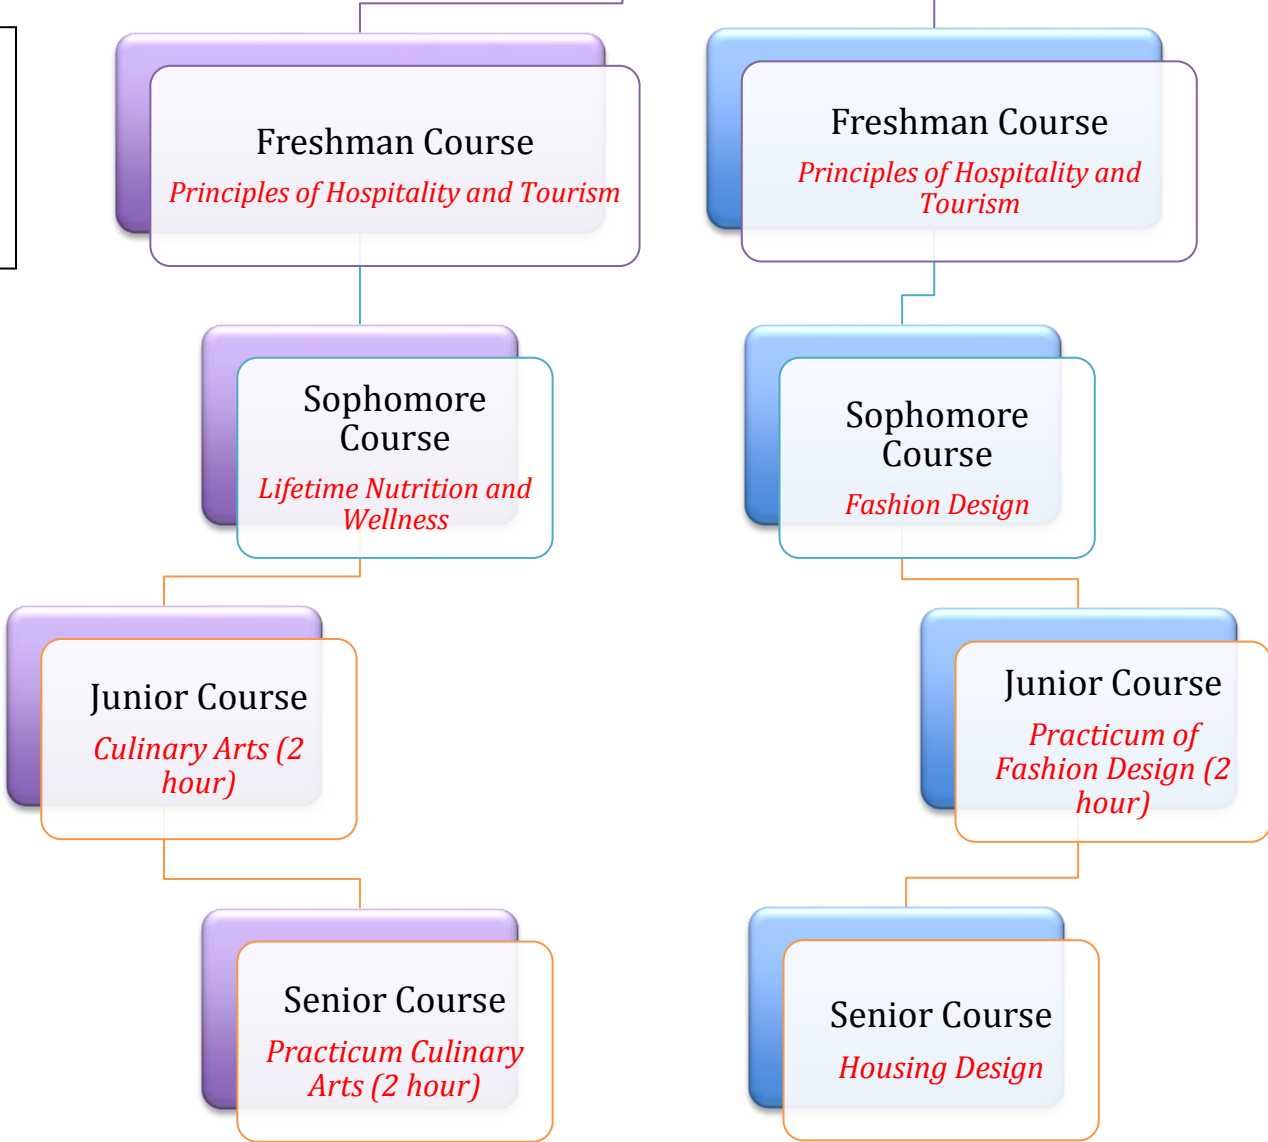 Freshman Course
Principles of Hospitality and Tourism
Freshman Course
Principles of Hospitality and
Tourism
Sophomore
Course
Lifetime Nutrition and
Wellness
Sophomore
Course
Fashion Design
Junior Course
Culinary Arts (2
hour)
Junior Course
Practicum of
Fashion Design (2
hour)
Senior Course
Practicum Culinary
Arts (2 hour)
Senior Course
Housing Design